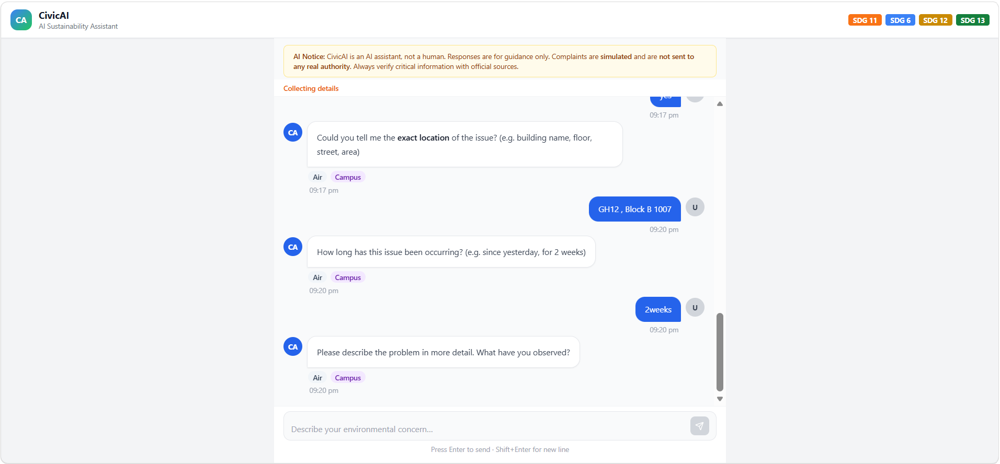 CA
CivicAI
AI Sustainability Assistant
SDG 11
SDG 6
SDG 12
SDG 13
AI Notice: CivicAI is an AI assistant, not a human. Responses are for guidance only. Complaints are simulated and are not sent to
any real authority. Always verify critical information with official sources.
Collecting details
yes
09:17 pm
CA
Could you tell me the exact location of the issue? (e.g. building name, floor,
street, area)
Air Campus
09:17 pm
GH12 , Block B 1007
U
09:20 pm
CA
How long has this issue been occurring? (e.g. since yesterday, for 2 weeks)
Air Campus
09:20 pm
2weeks
U
09:20 pm
CA
Please describe the problem in more detail. What have you observed?
Air Campus
09:20 pm
Describe your environmental concern...
Press Enter to send · Shift+Enter for new line